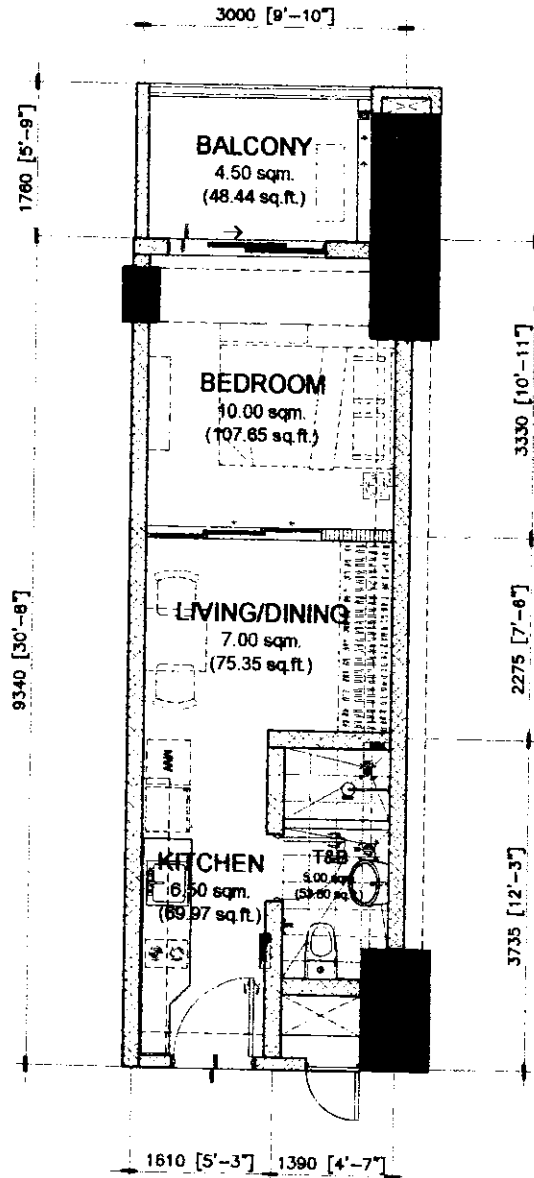 3000 [9'-10"]
1760 [5'-9"]
BALCONY
4.50 sqm.
(48.44 sq.ft.)
BEDROOM
10.00 sqm.
(107.65 sq.ft.)
3330 [10'-11"]
9340 [30'-8"]
LIVING/DINING
7.00 sqm.
(75.35 sq.ft.)
2275 [7'-6"]
KITCHEN
6.50 sqm.
(69.97 sq.ft.)
T&B
5.00 sqm.
3735 [12'-3"]
1610 [5'-3"]
1390 [4'-7"]